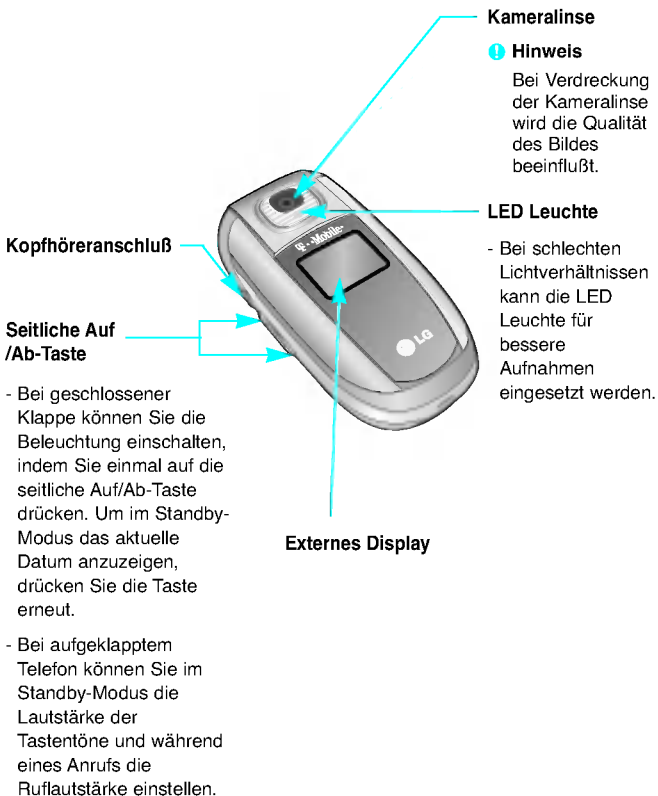 Kameralinse
! Hinweis
Bei Verdreckung
der Kameralinse
wird die Qualität
des Bildes
beeinflußt.
LED Leuchte
- Bei schlechten
Lichtverhältnissen
kann die LED
Leuchte für
bessere
Aufnahmen
eingesetzt werden.
T··Mobile·
LG
Kopfhöreranschluß
Seitliche Auf
/Ab-Taste
- Bei geschlossener
Klappe können Sie die
Beleuchtung einschalten,
indem Sie einmal auf die
seitliche Auf/Ab-Taste
drücken. Um im Standby-
Modus das aktuelle
Datum anzuzeigen,
drücken Sie die Taste
erneut.
- Bei aufgeklapptem
Telefon können Sie im
Standby-Modus die
Lautstärke der
Tastentöne und während
eines Anrufs die
Ruflautstärke einstellen.
Externes Display